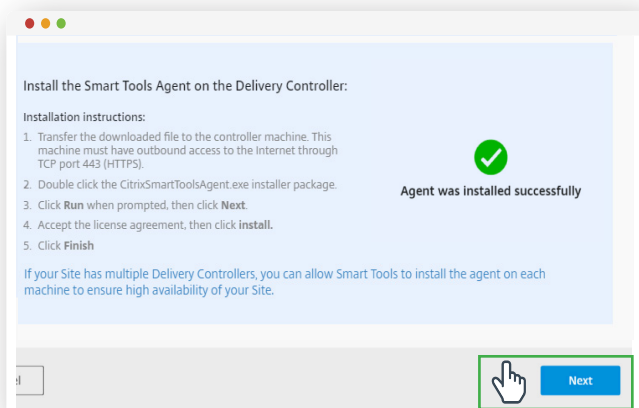 Install the Smart Tools Agent on the Delivery Controller:
Installation instructions:
1. Transfer the downloaded file to the controller machine. This
machine must have outbound access to the Internet through
TCP port 443 (HTTPS).
2. Double click the CitrixSmartToolsAgent.exe installer package.
3. Click Run when prompted, then click Next.
4. Accept the license agreement, then click install.
5. Click Finish
Agent was installed successfully
If your Site has multiple Delivery Controllers, you can allow Smart Tools to install the agent on each
machine to ensure high availability of your Site.
Next